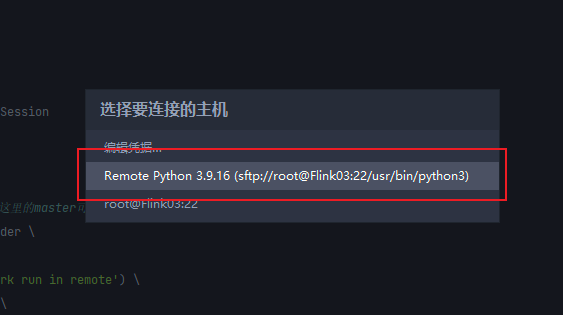 选择要连接的主机
Session
编辑凭据...
Remote Python 3.9.16 (sftp://root@Flink03:22/usr/bin/python3)
root@Flink03:22
这里的master
der \
rk run in remote') \
\